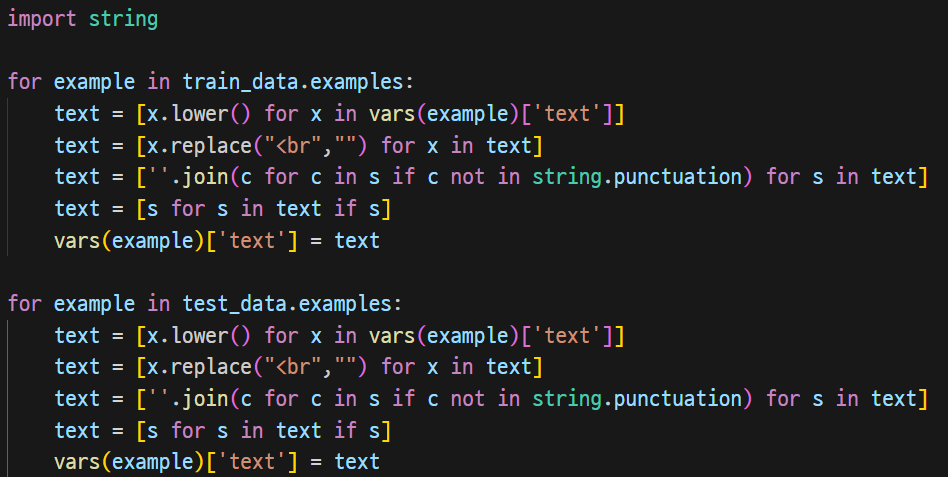 import string
for example in train_data.examples:
    text = [x.lower() for x in vars(example)['text']]
    text = [x.replace("<br","") for x in text]
    text = [''.join(c for c in s if c not in string.punctuation) for s in text]
    text = [s for s in text if s]
    vars(example)['text'] = text
for example in test_data.examples:
    text = [x.lower() for x in vars(example)['text']]
    text = [x.replace("<br","") for x in text]
    text = [''.join(c for c in s if c not in string.punctuation) for s in text]
    text = [s for s in text if s]
    vars(example)['text'] = text